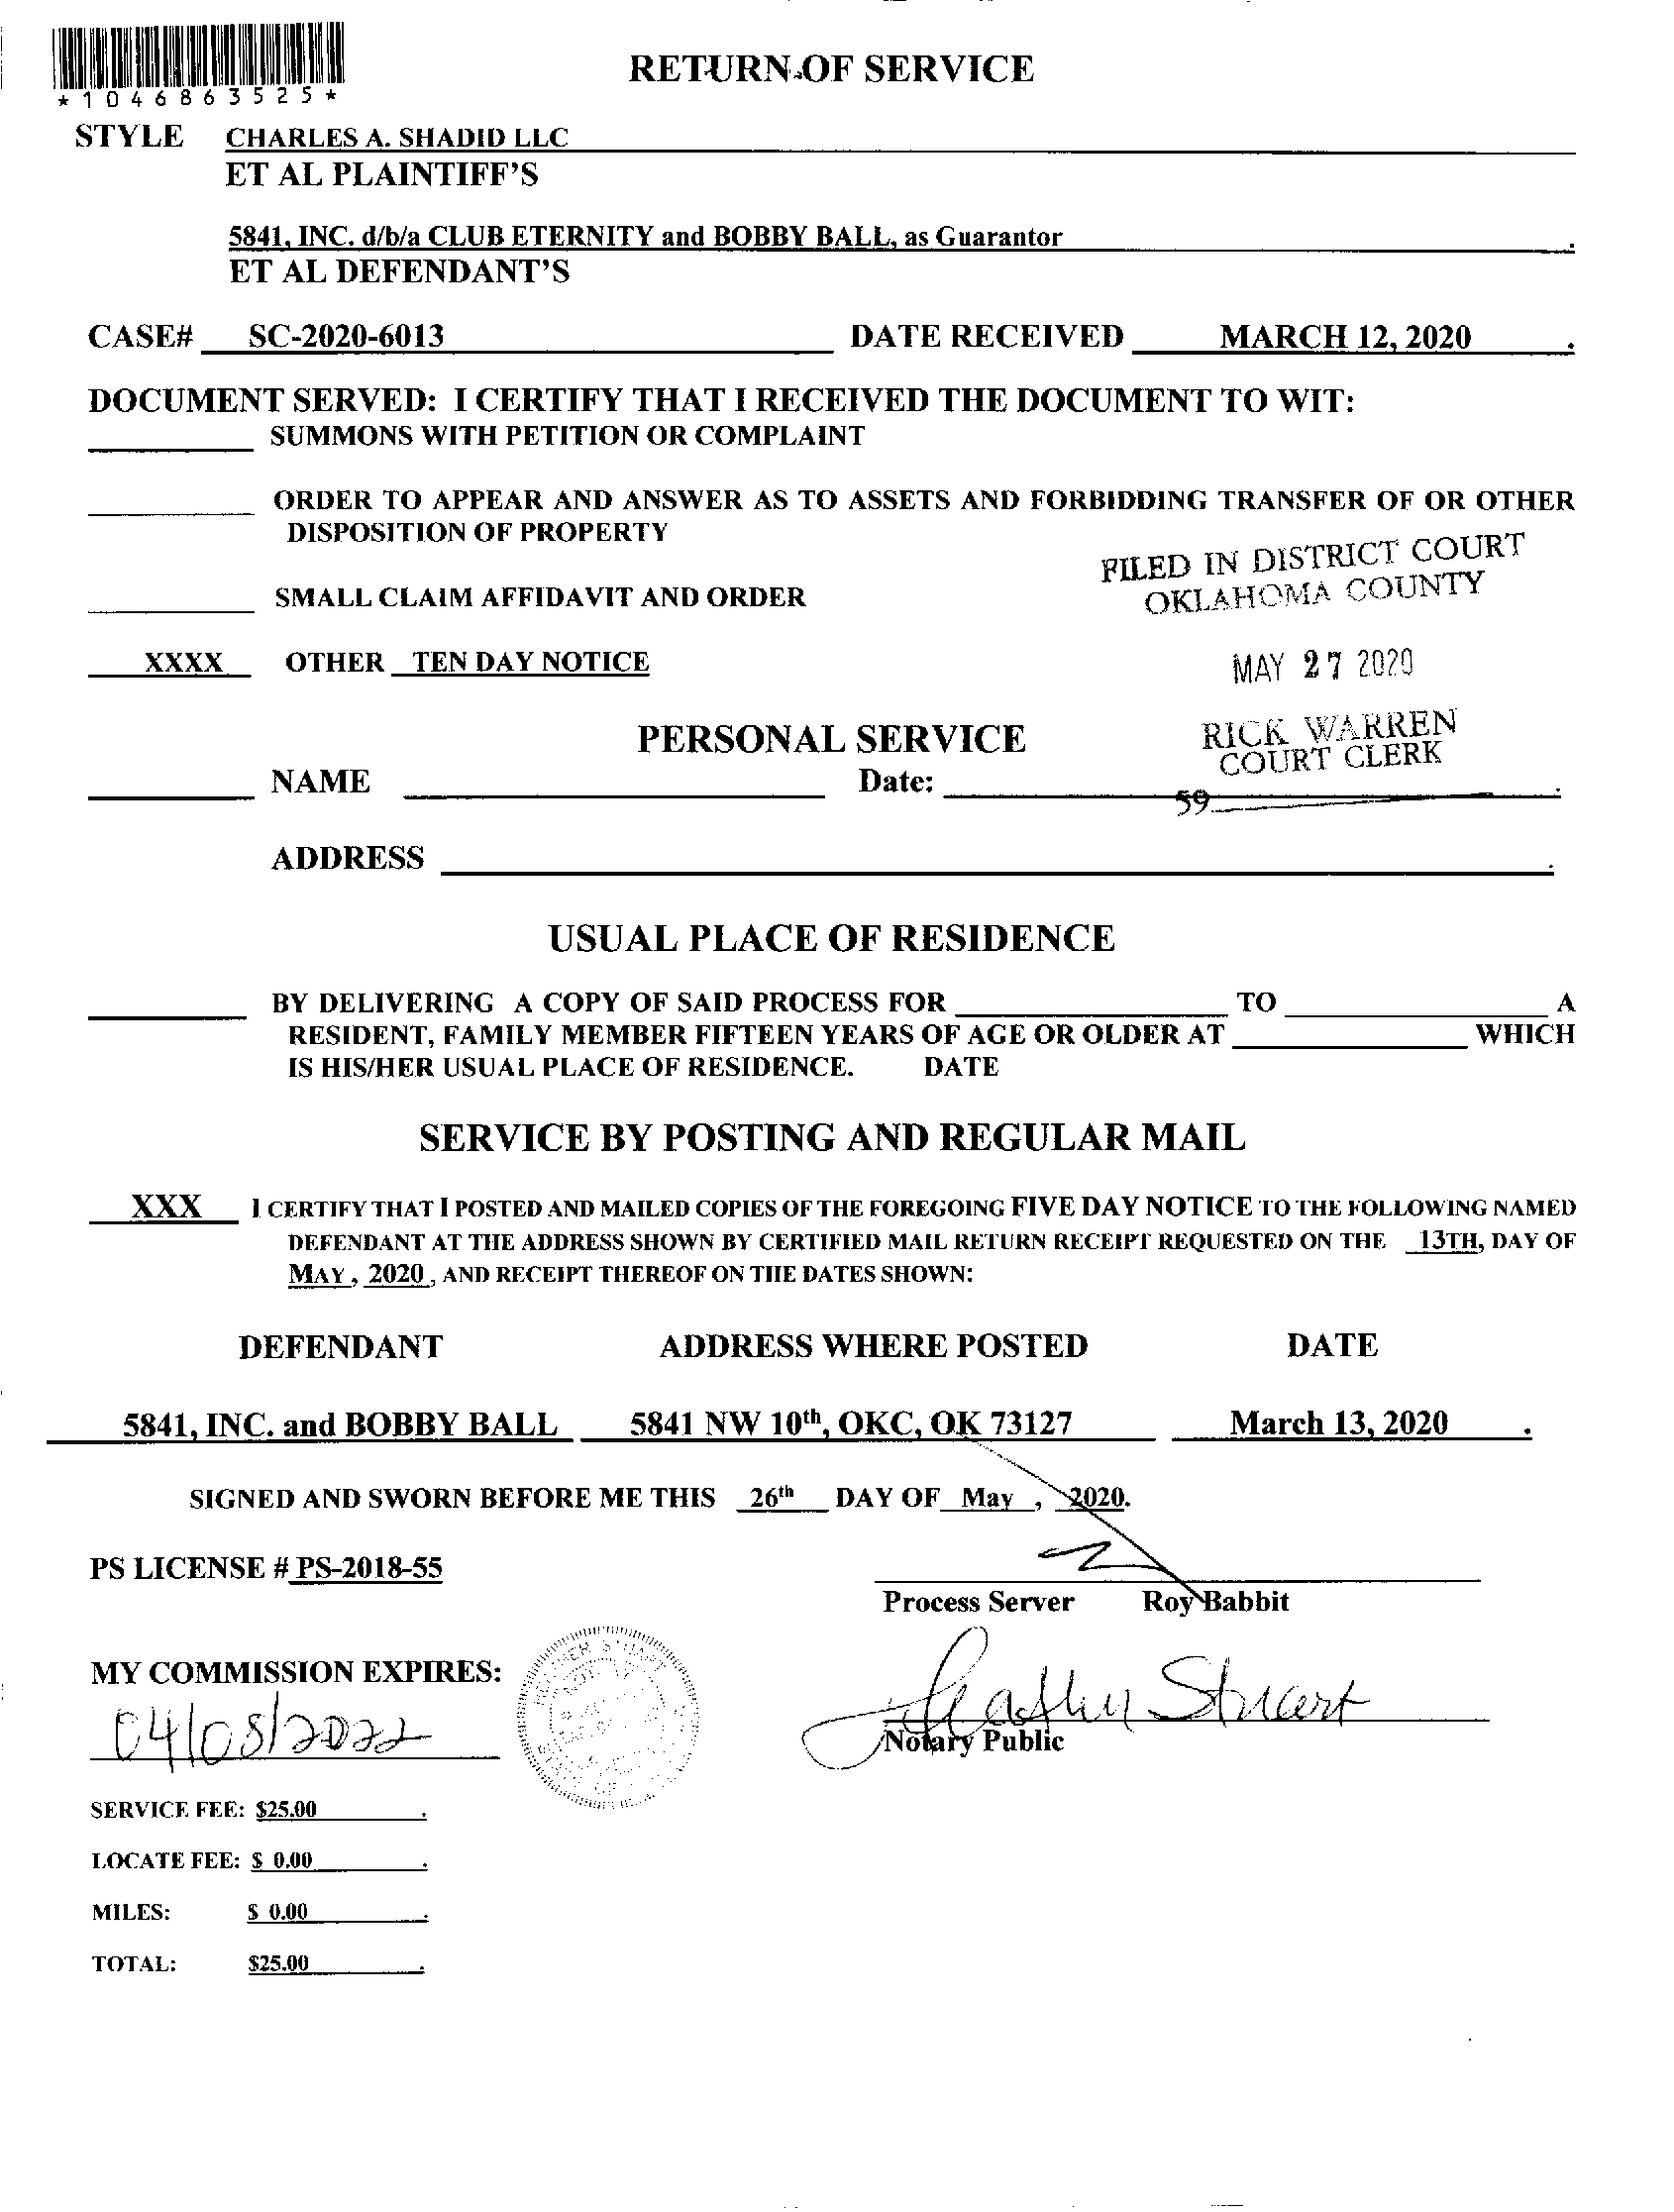 RETURN OF SERVICE
*1046863525*
STYLE CHARLES A. SHADID LLC
ET AL PLAINTIFF'S
5841, INC. d/b/a CLUB ETERNITY and BOBBY BALL, as Guarantor.
ET AL DEFENDANT'S
CASE# SC-2020-6013 DATE RECEIVED MARCH 12, 2020.
DOCUMENT SERVED: I CERTIFY THAT I RECEIVED THE DOCUMENT TO WIT:
SUMMONS WITH PETITION OR COMPLAINT
ORDER TO APPEAR AND ANSWER AS TO ASSETS AND FORBIDDING TRANSFER OF OR OTHER
DISPOSITION OF PROPERTY
FILED IN DISTRICT COURT
OKLAHOMA COUNTY
SMALL CLAIM AFFIDAVIT AND ORDER
XXXX OTHER TEN DAY NOTICE
MAY 27 2020
RICK WARREN
COURT CLERK
59
PERSONAL SERVICE
NAME Date: .
ADDRESS .
USUAL PLACE OF RESIDENCE
BY DELIVERING A COPY OF SAID PROCESS FOR TO A
RESIDENT, FAMILY MEMBER FIFTEEN YEARS OF AGE OR OLDER AT WHICH
IS HIS/HER USUAL PLACE OF RESIDENCE. DATE
SERVICE BY POSTING AND REGULAR MAIL
XXX I CERTIFY THAT I POSTED AND MAILED COPIES OF THE FOREGOING FIVE DAY NOTICE TO THE FOLLOWING NAMED
DEFENDANT AT THE ADDRESS SHOWN BY CERTIFIED MAIL RETURN RECEIPT REQUESTED ON THE 13TH, DAY OF
MAY, 2020, AND RECEIPT THEREOF ON THE DATES SHOWN:
DEFENDANT ADDRESS WHERE POSTED DATE
5841, INC. and BOBBY BALL 5841 NW 10th, OKC, OK 73127 March 13, 2020.
SIGNED AND SWORN BEFORE ME THIS 26th DAY OF May, 2020.
PS LICENSE # PS-2018-55
Process Server Roy Babbit
MY COMMISSION EXPIRES:
04/08/2022
Heather Stuart
Notary Public
SERVICE FEE: $25.00.
LOCATE FEE: $ 0.00.
MILES: $ 0.00.
TOTAL: $25.00.